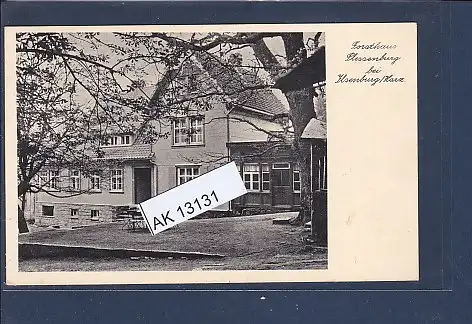 Forsthaus
Plessenburg
bei
Ilsenburg/Harz
AK 13131